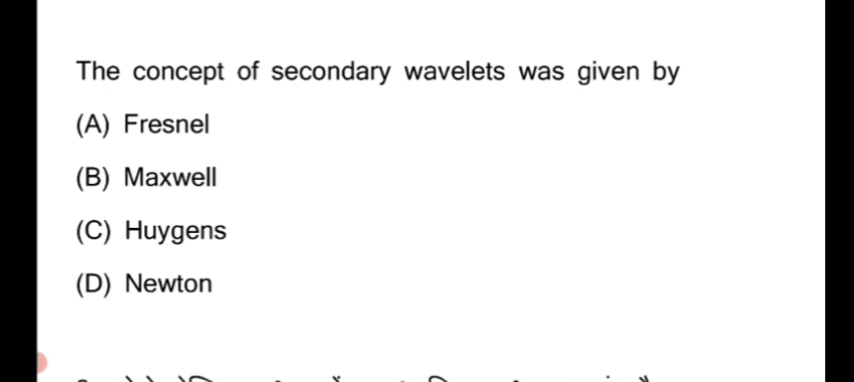 The concept of secondary wavelets was given by
(A) Fresnel
(B) Maxwell
(C) Huygens
(D) Newton